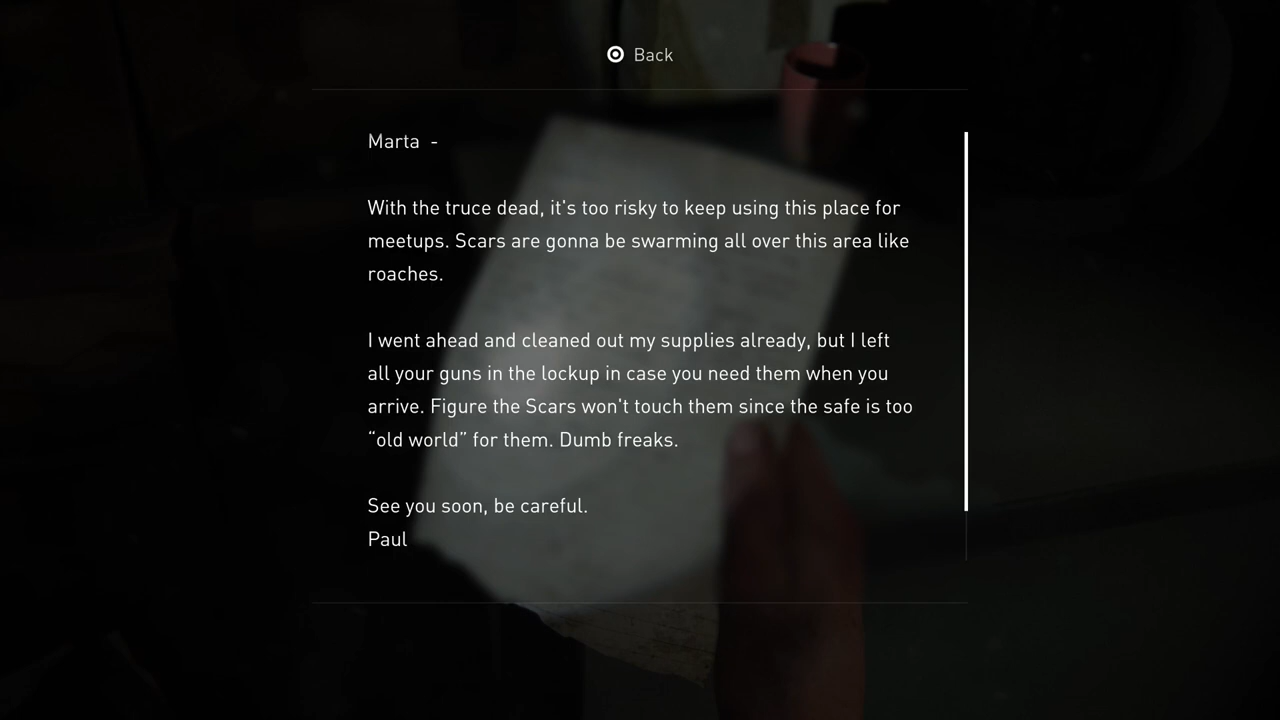 Back
Marta -
With the truce dead, it's too risky to keep using this place for
meetups. Scars are gonna be swarming all over this area like
roaches.
I went ahead and cleaned out my supplies already, but I left
all your guns in the lockup in case you need them when you
arrive. Figure the Scars won't touch them since the safe is too
“old world” for them. Dumb freaks.
See you soon, be careful.
Paul